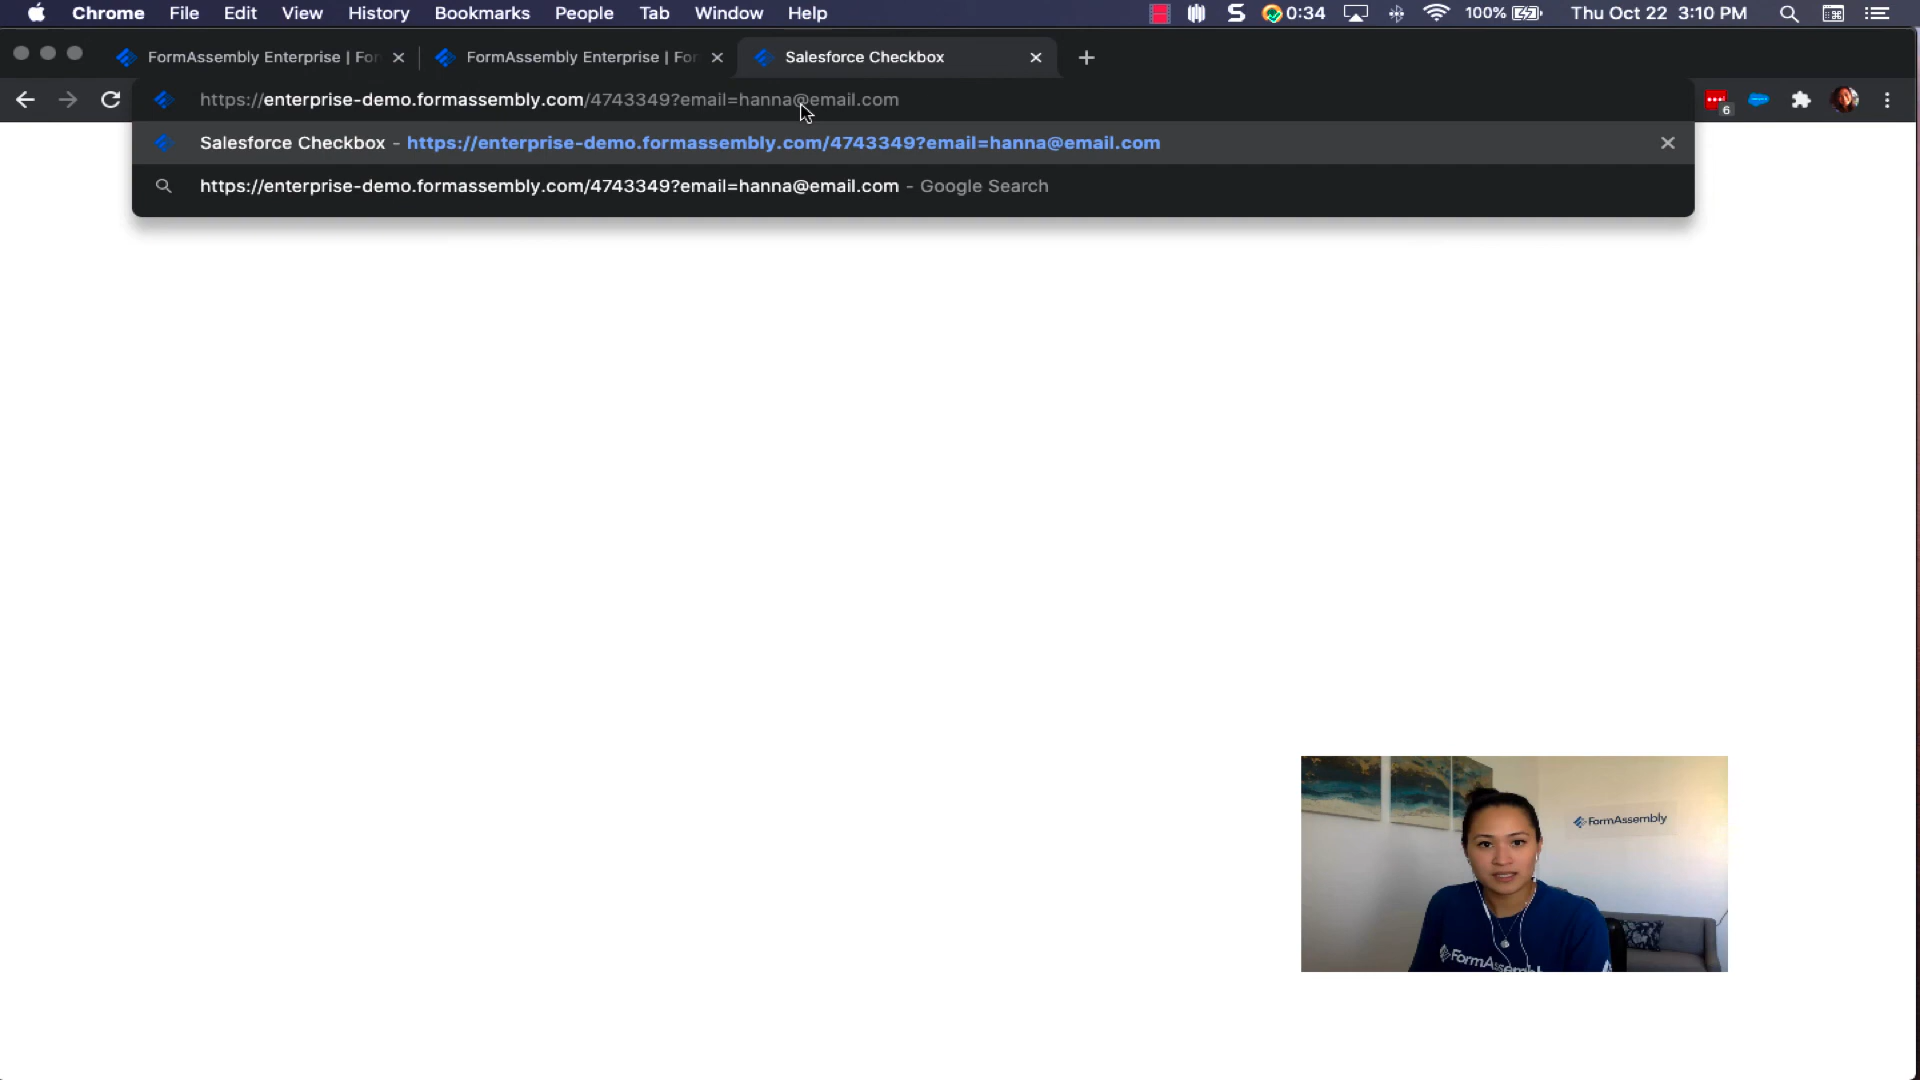 Chrome File Edit View History Bookmarks People Tab Window Help 0:34 100% Thu Oct 22 3:10 PM
FormAssembly Enterprise | For FormAssembly Enterprise | For Salesforce Checkbox
https://enterprise-demo.formassembly.com/4743349?email=hanna@email.com 6
Salesforce Checkbox - https://enterprise-demo.formassembly.com/4743349?email=hanna@email.com
https://enterprise-demo.formassembly.com/4743349?email=hanna@email.com - Google Search
FormAssembly
FormAssembl